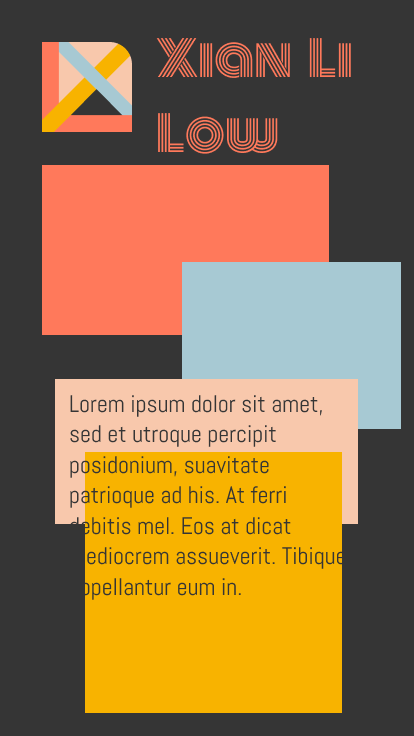 Xian Li
Low
Lorem ipsum dolor sit amet,
sed et utroque percipit
posidonium, suavitate
patrioque ad his. At ferri
debitis mel. Eos at dicat
mediocrem assueverit. Tibique
appellantur eum in.